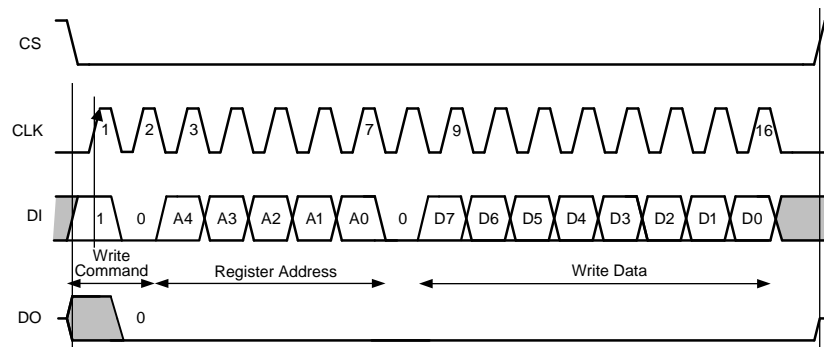 CS
CLK 1 2 3 7 9 16
DI 1 0 A4 A3 A2 A1 A0 0 D7 D6 D5 D4 D3 D2 D1 D0
Write
Command Register Address Write Data
DO 0